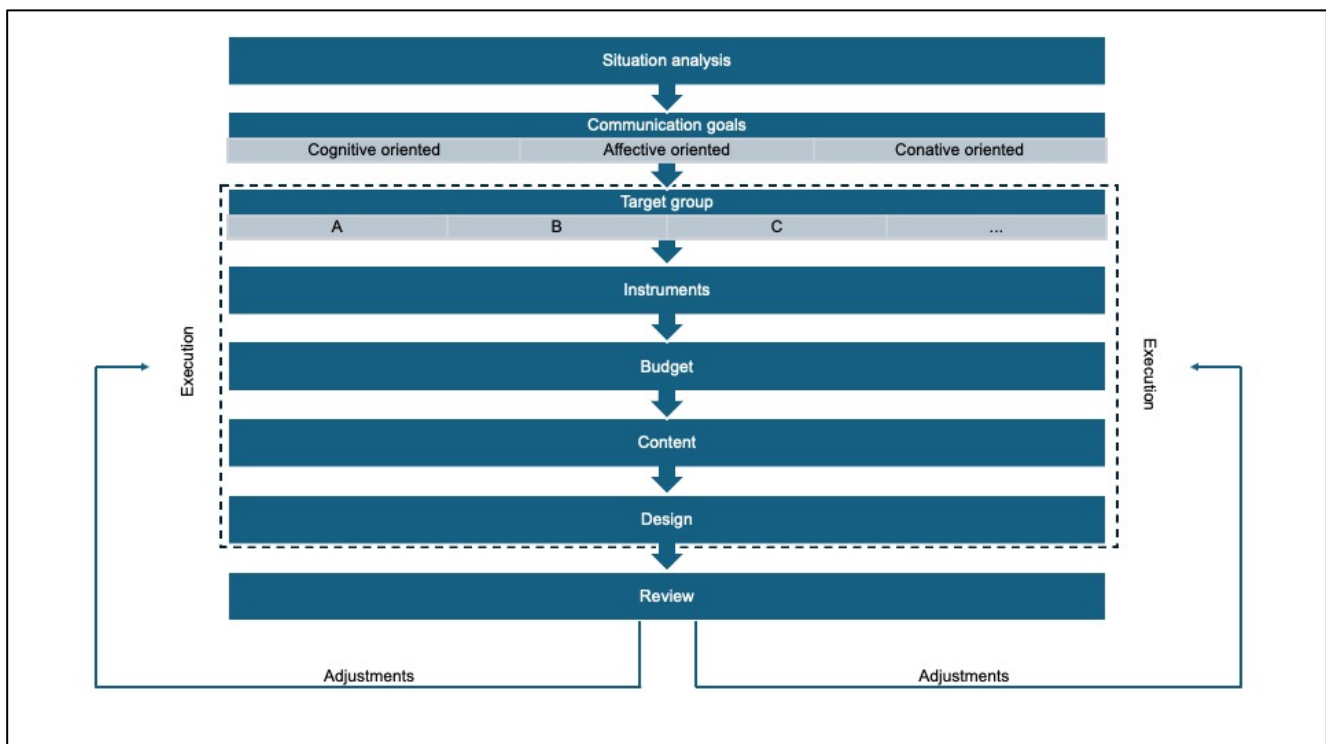 Situation analysis
Communication goals
Cognitive oriented Affective oriented Conative oriented
Target group
A B C ...
Instruments
Execution
Budget
Execution
Content
Design
Review
Adjustments Adjustments